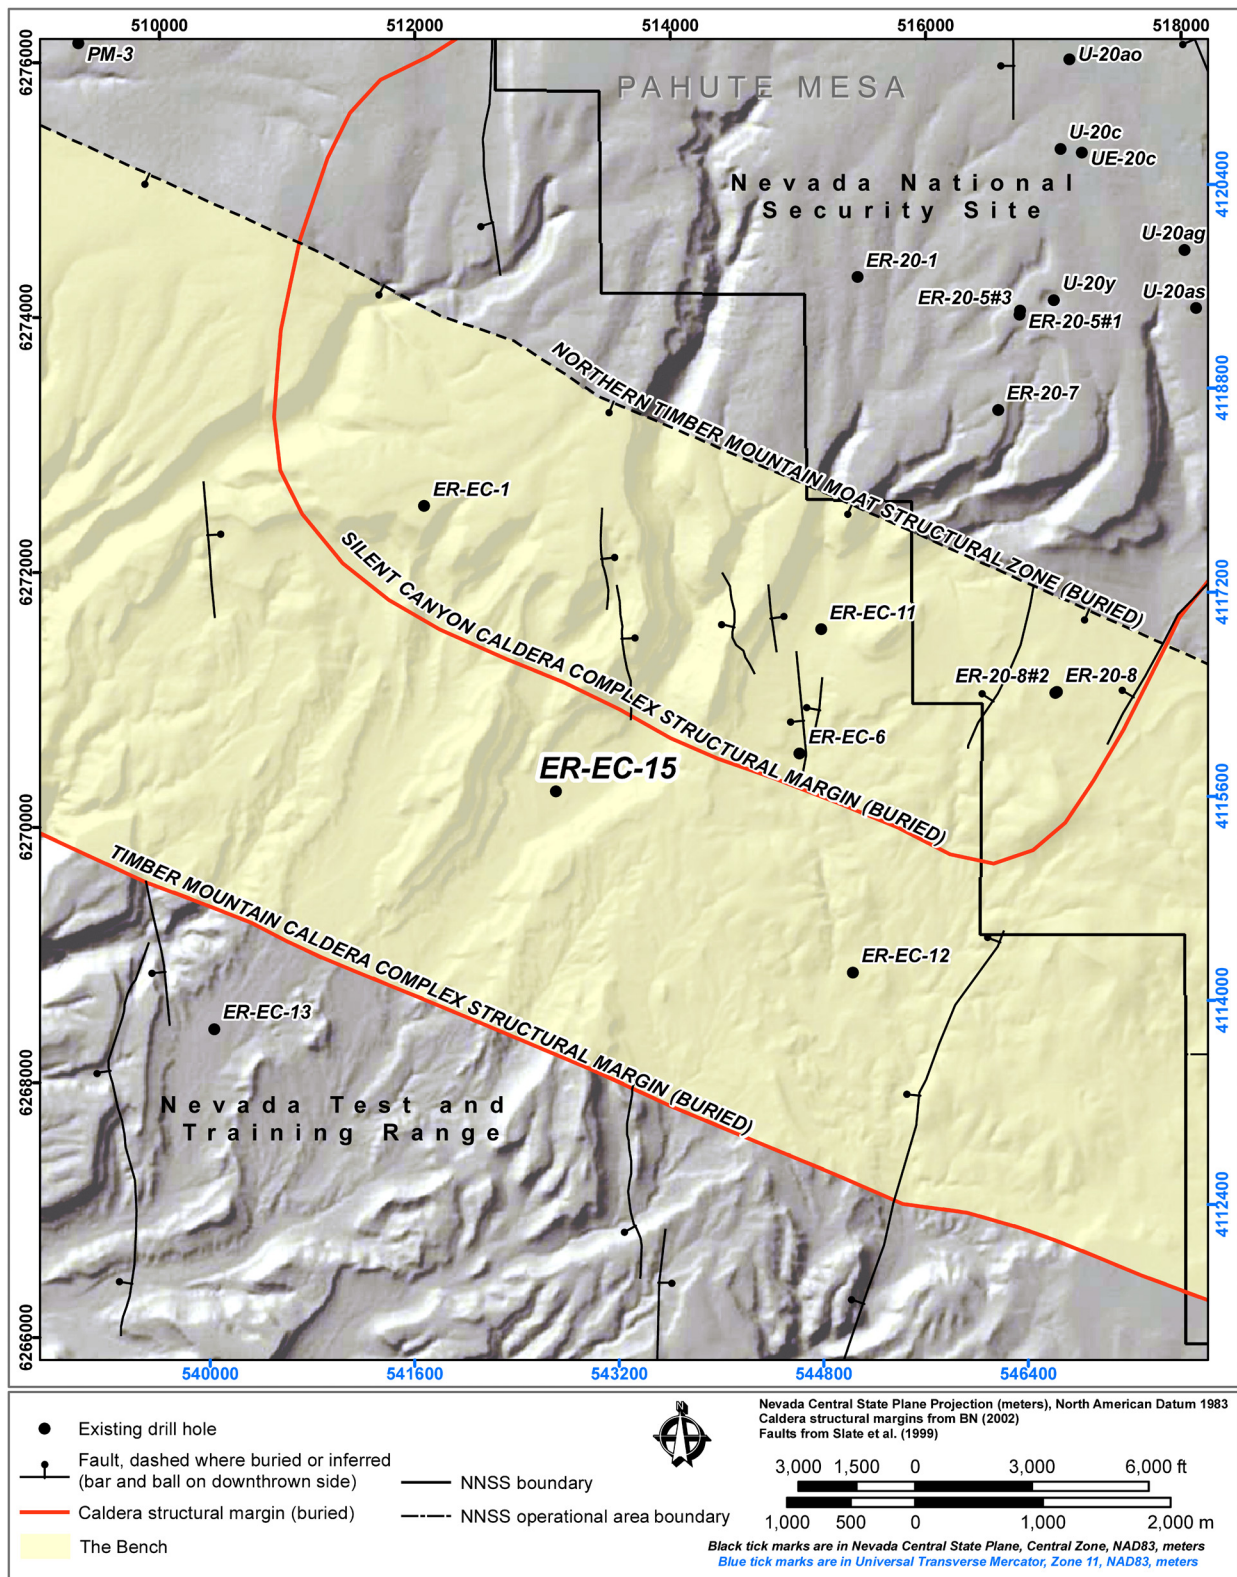 510000
512000
514000
516000
518000
6276000
6274000
6272000
6270000
6268000
6266000
4120400
4118800
4117200
4115600
4114000
4112400
540000
541600
543200
544800
546400
PM-3
PAHUTE MESA
U-20ao
U-20c
UE-20c
Nevada National
Security Site
U-20ag
ER-20-1
U-20y
U-20as
ER-20-5#3
ER-20-5#1
ER-20-7
NORTHERN TIMBER MOUNTAIN MOAT STRUCTURAL ZONE (BURIED)
ER-EC-1
SILENT CANYON CALDERA COMPLEX STRUCTURAL MARGIN (BURIED)
ER-EC-11
ER-20-8#2
ER-20-8
ER-EC-6
ER-EC-15
TIMBER MOUNTAIN CALDERA COMPLEX STRUCTURAL MARGIN (BURIED)
ER-EC-12
ER-EC-13
Nevada Test and
Training Range
Existing drill hole
Fault, dashed where buried or inferred
(bar and ball on downthrown side)
Caldera structural margin (buried)
The Bench
NNSS boundary
NNSS operational area boundary
Nevada Central State Plane Projection (meters), North American Datum 1983
Caldera structural margins from BN (2002)
Faults from Slate et al. (1999)
3,000 1,500 0 3,000 6,000 ft
1,000 500 0 1,000 2,000 m
Black tick marks are in Nevada Central State Plane, Central Zone, NAD83, meters
Blue tick marks are in Universal Transverse Mercator, Zone 11, NAD83, meters